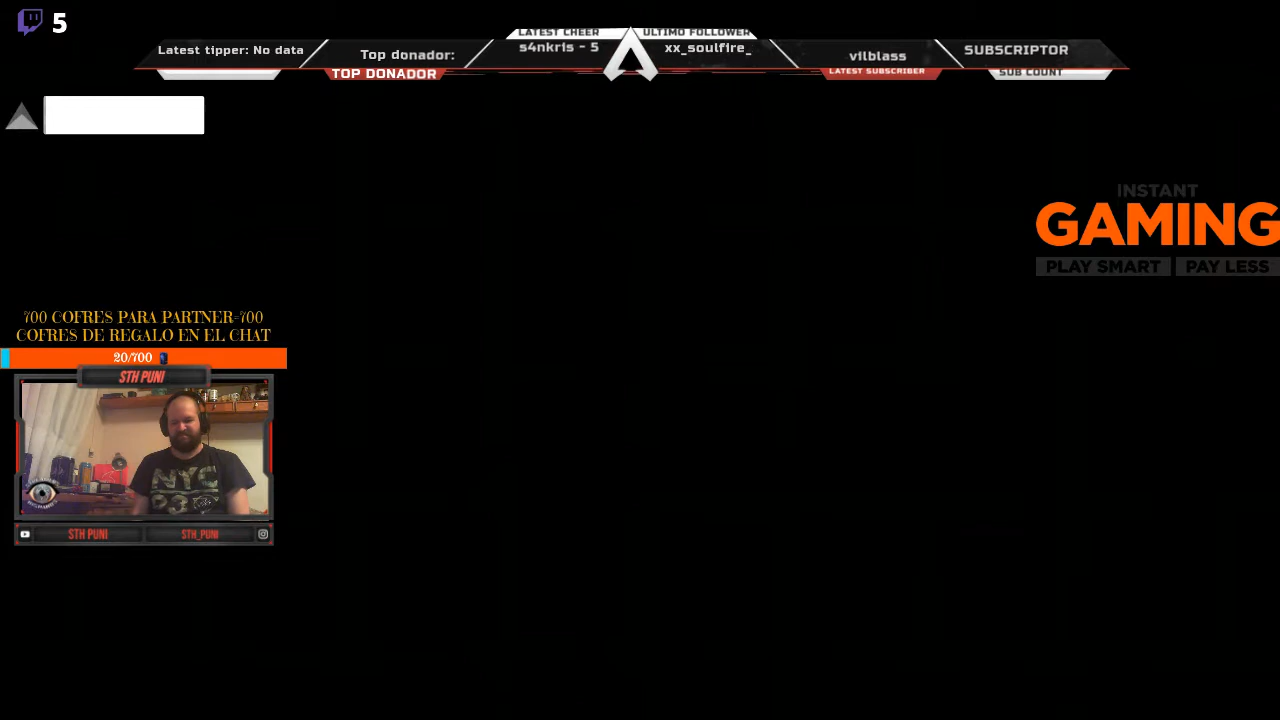 5
LATEST CHEER
ULTIMO FOLLOWER
Latest tipper: No data
Top donador:
s4nkris - 5
xx_soulfire_
vilblass
SUBSCRIPTOR
TOP DONADOR
LATEST SUBSCRIBER
SUB COUNT
INSTANT
GAMING
PLAY SMART PAY LESS
700 COFRES PARA PARTNER=700
COFRES DE REGALO EN EL CHAT
20/700
STH PUNI
NYC
STH PUNI
STH_PUNI